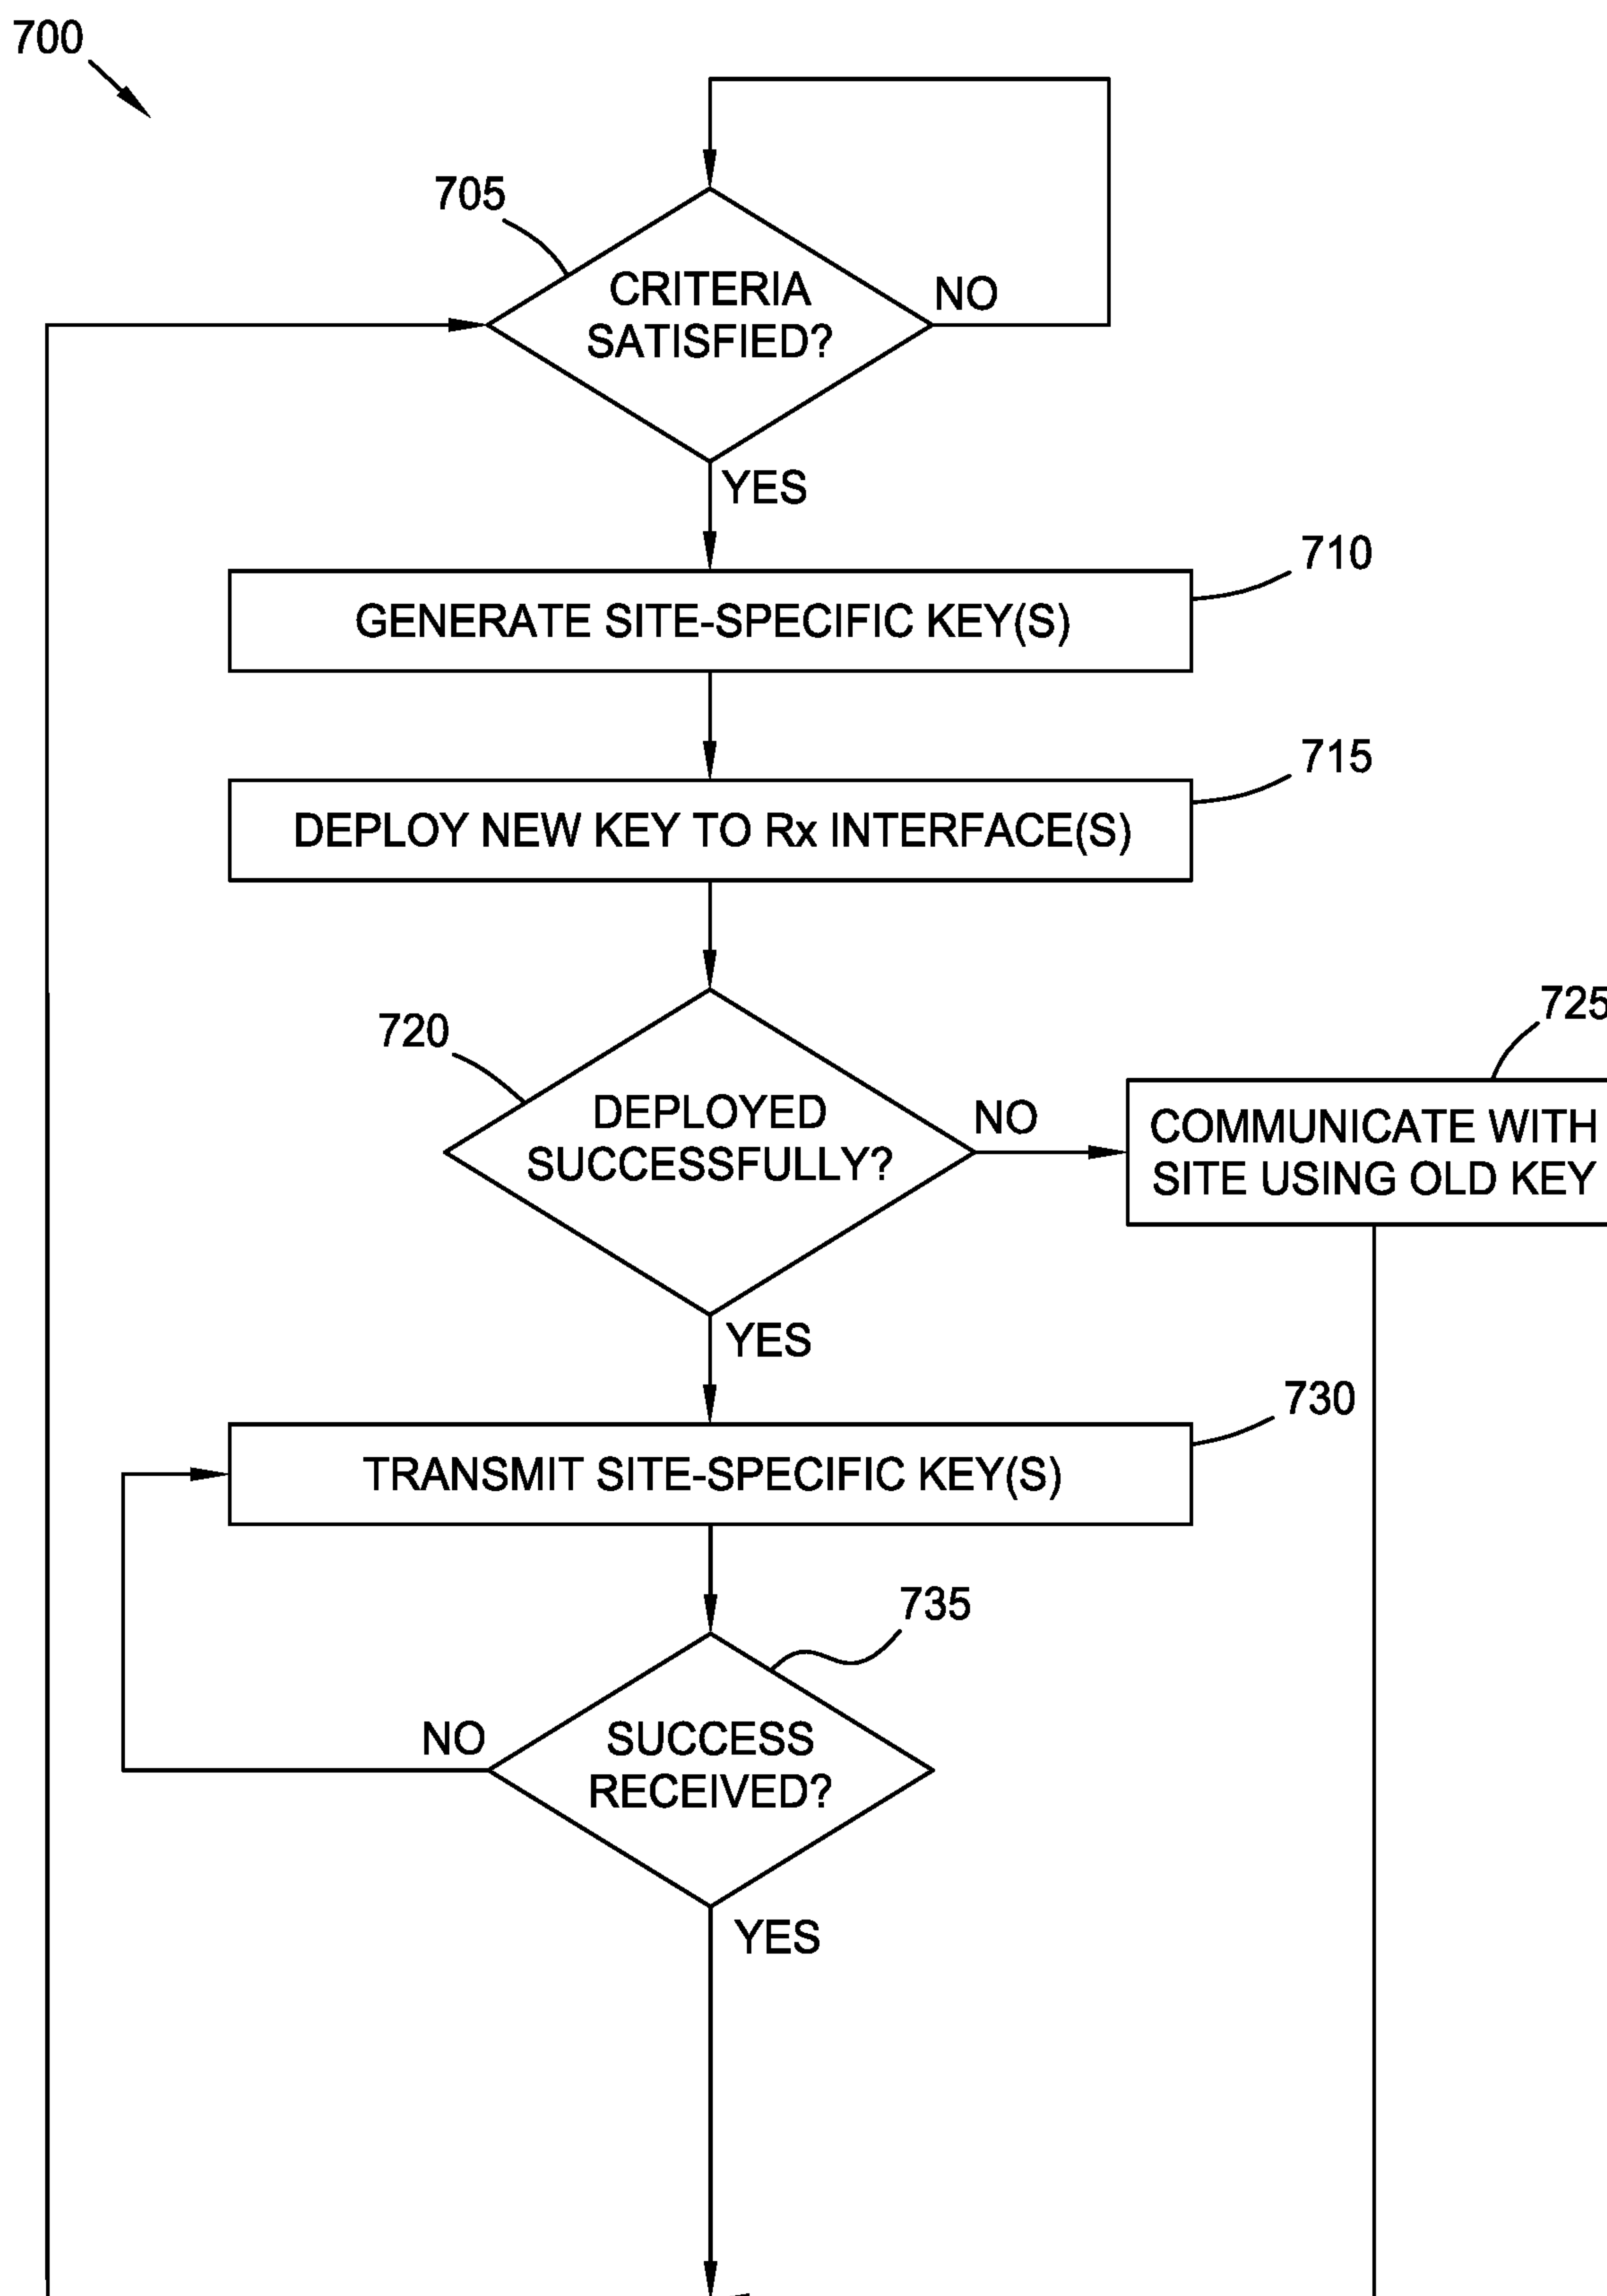 700
705
CRITERIA
SATISFIED?
NO
YES
710
GENERATE SITE-SPECIFIC KEY(S)
715
DEPLOY NEW KEY TO Rx INTERFACE(S)
720
DEPLOYED
SUCCESSFULLY?
NO
725
COMMUNICATE WITH
SITE USING OLD KEY
YES
730
TRANSMIT SITE-SPECIFIC KEY(S)
735
SUCCESS
RECEIVED?
NO
YES